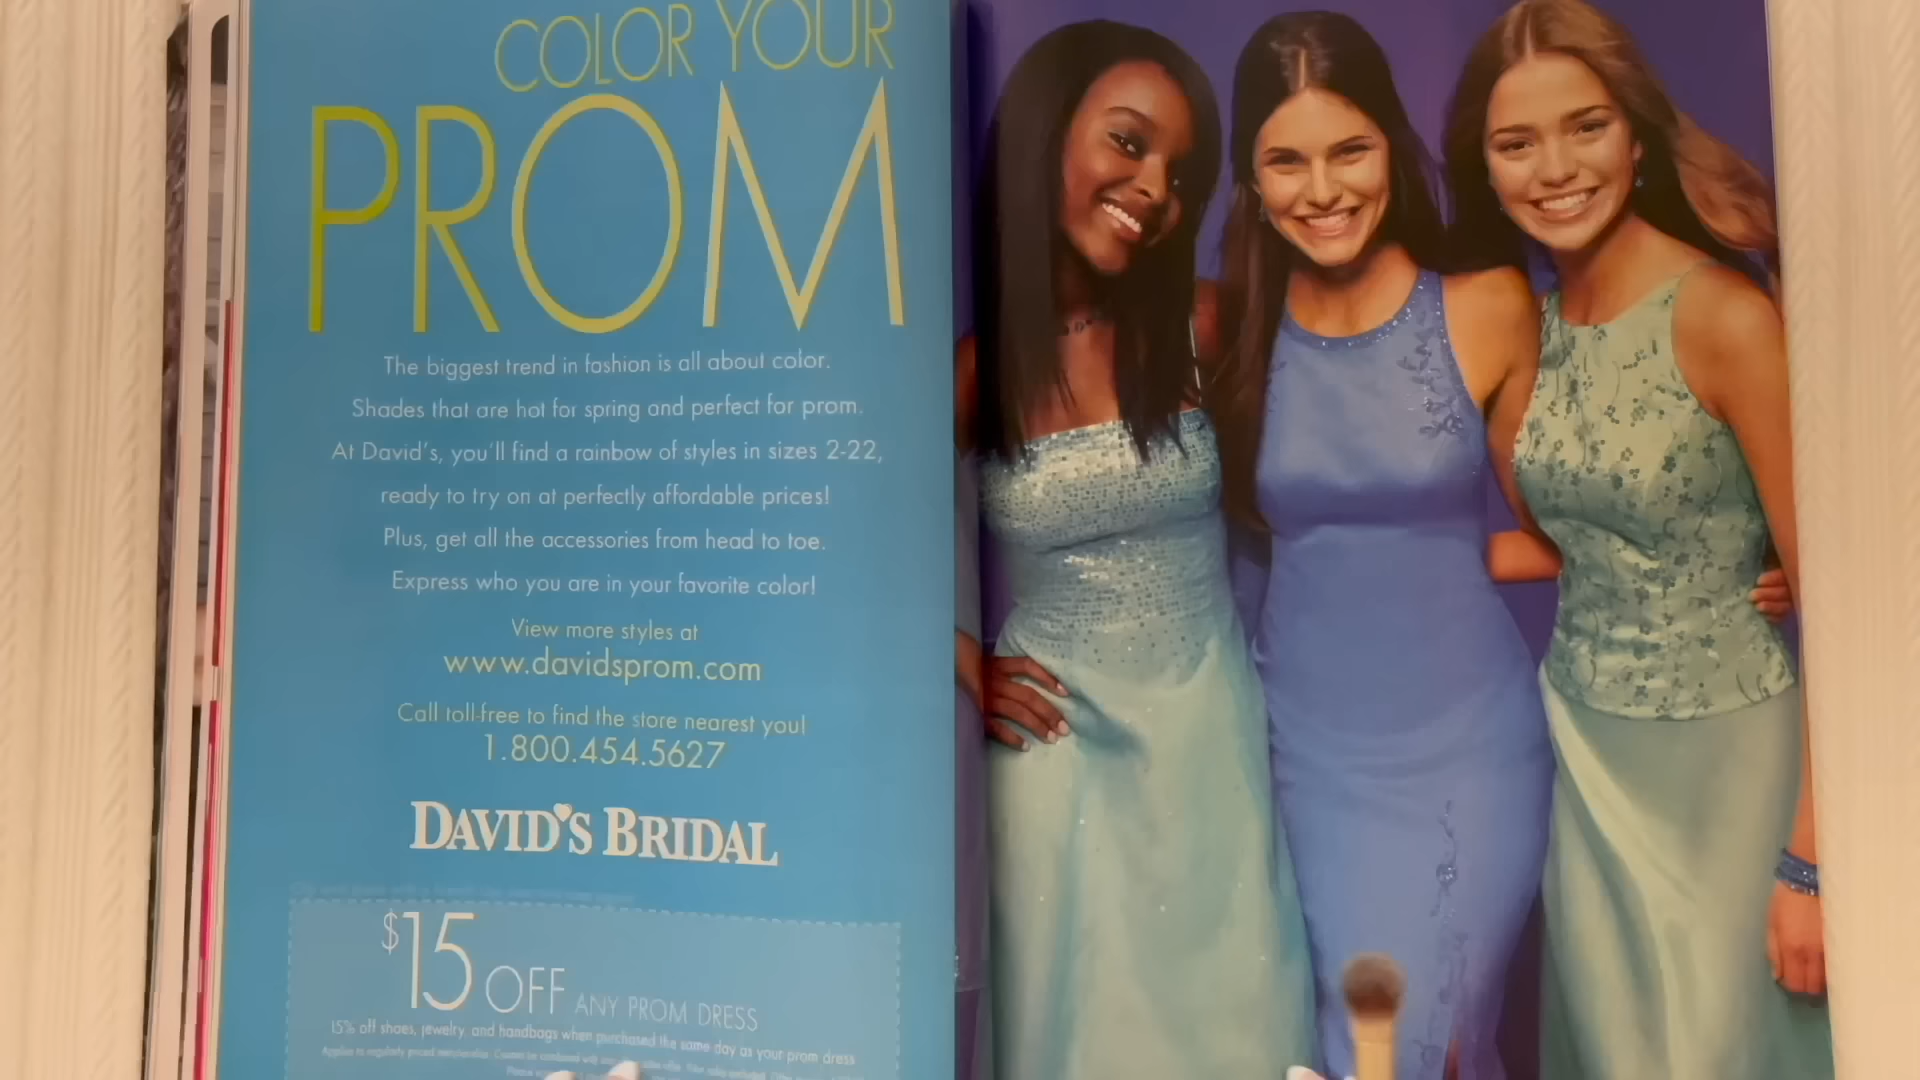 COLOR YOUR
PROM
The biggest trend in fashion is all about color.
Shades that are hot for spring and perfect for prom.
At David's, you'll find a rainbow of styles in sizes 2-22,
ready to try on at perfectly affordable prices!
Plus, get all the accessories from head to toe.
Express who you are in your favorite color!
View more styles at
www.davidsprom.com
Call toll-free to find the store nearest you!
1.800.454.5627
DAVID'S BRIDAL
$15 OFF ANY PROM DRESS
15% off shoes, jewelry, and handbags when purchased the same day as your prom dress
Applies to regularly priced merchandise.